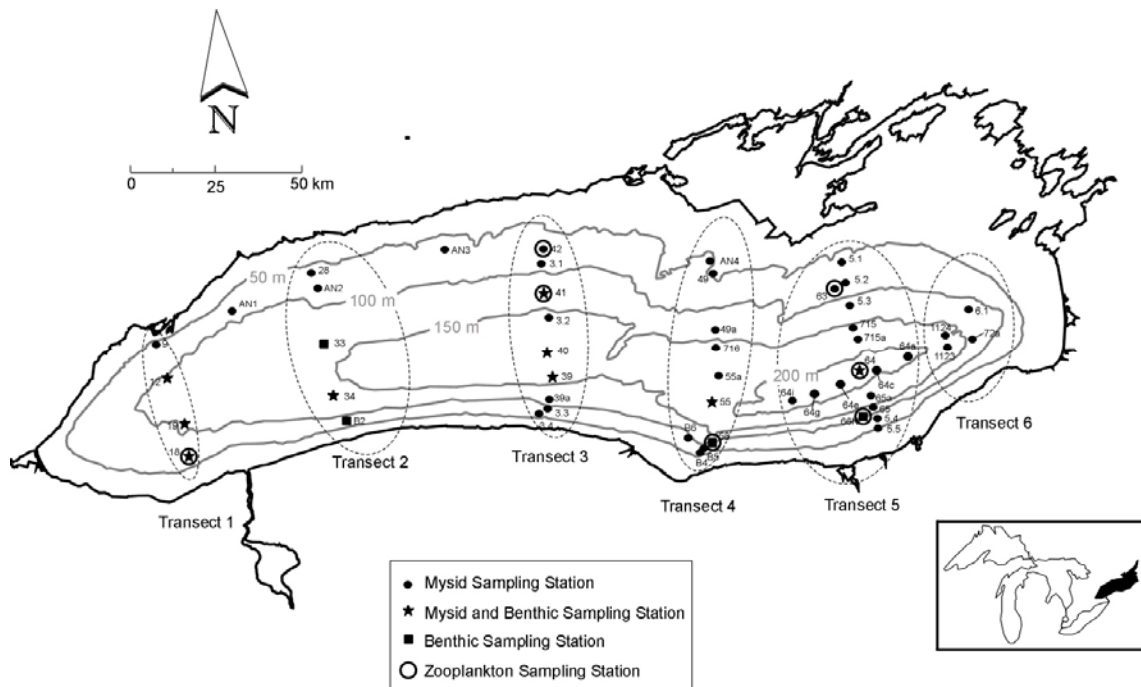 N
0 25 50 km
50 m
100 m
150 m
200 m
AN3
28
AN2
AN1
9
12
19
18
33
34
B2
42
3.1
41
3.2
40
39
39a
3.3
3.4
AN4
49
49a
716
55a
55
B6
B4
5.1
5.2
63
5.3
715
715a
64a
64
64c
64i
64g
64e
65a
65
5.4
5.5
6.1
1124
72a
1123
Transect 1
Transect 2
Transect 3
Transect 4
Transect 5
Transect 6
Mysid Sampling Station
Mysid and Benthic Sampling Station
Benthic Sampling Station
Zooplankton Sampling Station